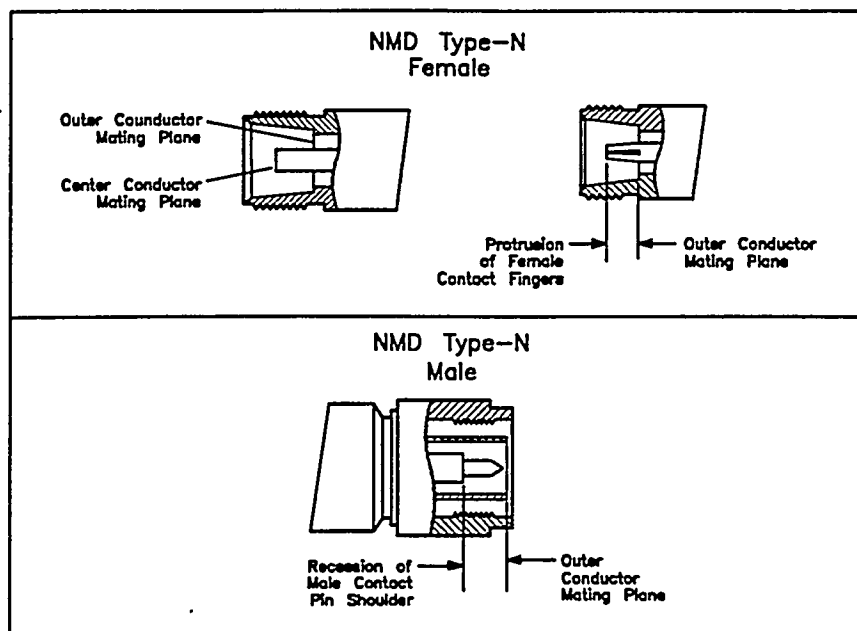 NMD Type-N
Female
Outer Counductor
Mating Plane
Center Conductor
Mating Plane
Protrusion
of Female
Contact Fingers
Outer Conductor
Mating Plane
NMD Type-N
Male
Recession of
Male Contact
Pin Shoulder
Outer
Conductor
Mating Plane